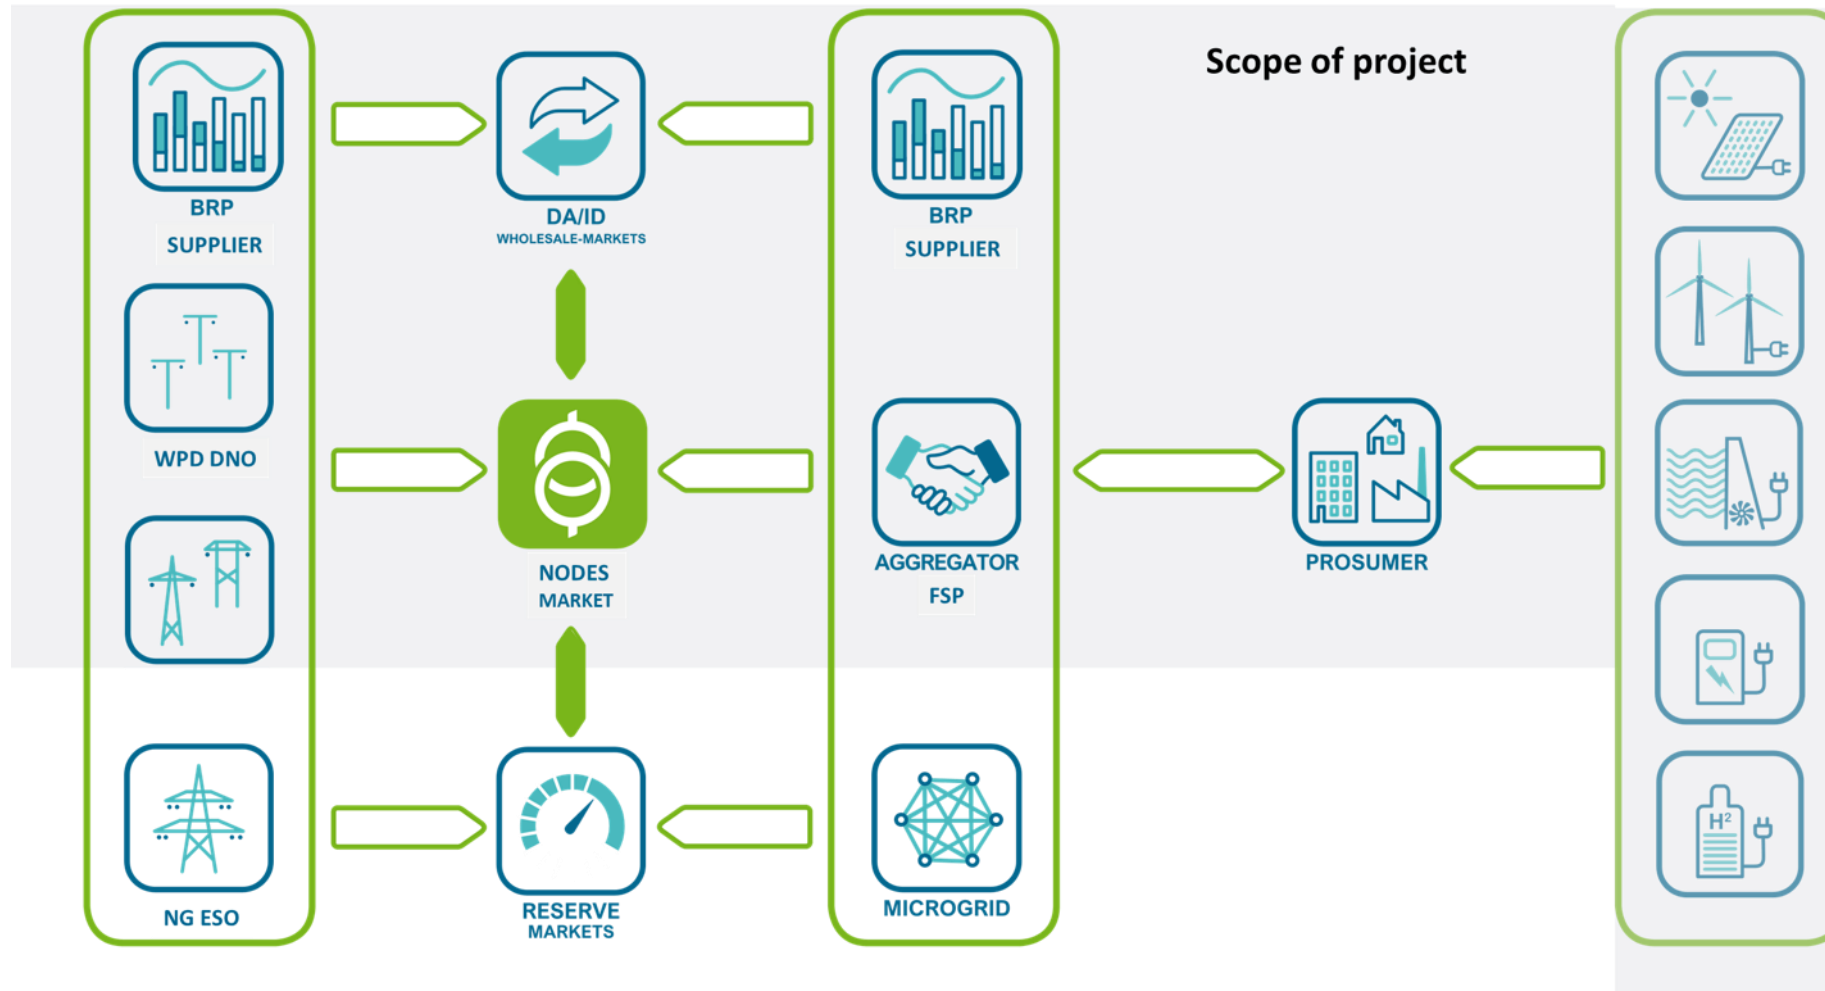 Scope of project
BRP
SUPPLIER
DA/ID
WHOLESALE-MARKETS
BRP
SUPPLIER
WPD DNO
NODES
MARKET
AGGREGATOR
FSP
PROSUMER
NG ESO
RESERVE
MARKETS
MICROGRID
H²